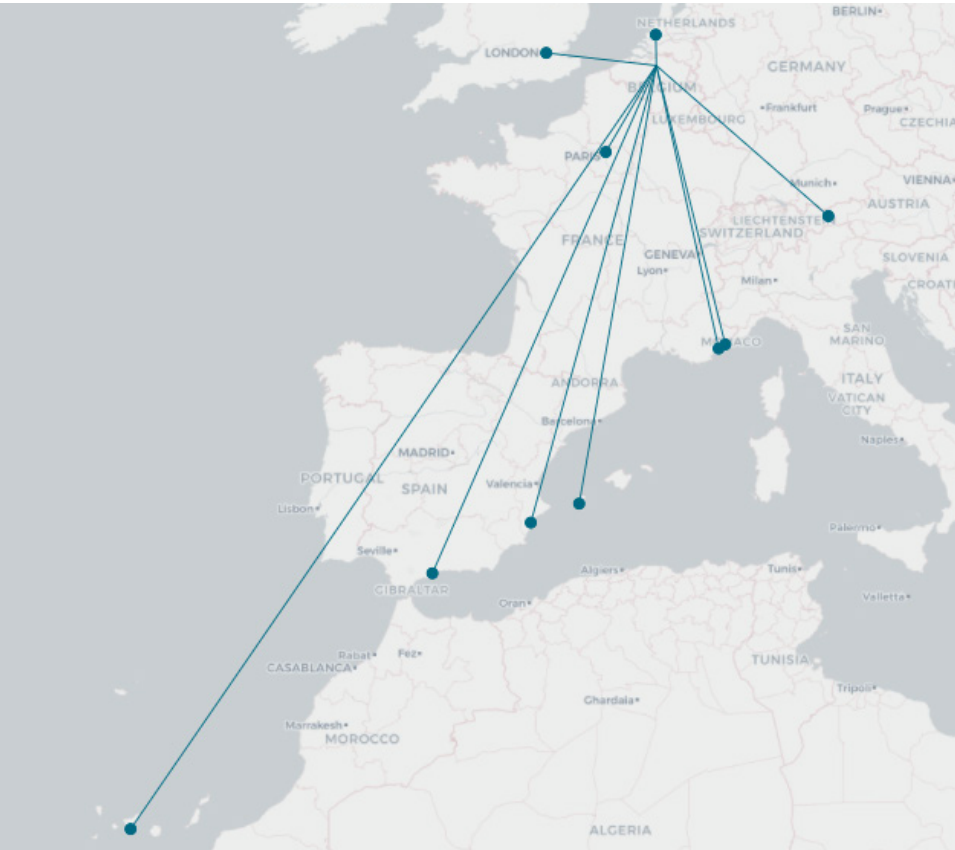 BERLIN
NETHERLANDS
LONDON
GERMANY
BELGIUM
Frankfurt
Prague
LUXEMBOURG
CZECHIA
PARIS
Munich
VIENNA
AUSTRIA
LIECHTENSTE
SWITZERLAND
FRANCE
GENEVA
SLOVENIA
Lyon
Milan
CROATI
SAN
MARINO
MONACO
ITALY
ANDORRA
VATICAN
CITY
Barcelona
Naples
MADRID
PORTUGAL
SPAIN
Valencia
Lisbon
Palermo
Seville
Algiers
Tunis
GIBRALTAR
Oran
Valletta
Rabat
Fez
CASABLANCA
TUNISIA
Tripoli
Ghardaia
Marrakesh
MOROCCO
ALGERIA